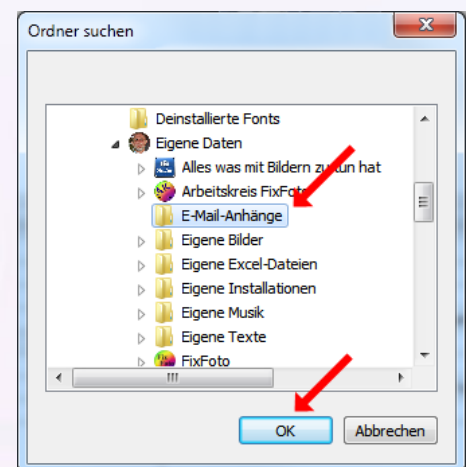 Ordner suchen
Deinstallierte Fonts
Eigene Daten
Alles was mit Bildern zu tun hat
Arbeitskreis FixFoto
E-Mail-Anhänge
Eigene Bilder
Eigene Excel-Dateien
Eigene Installationen
Eigene Musik
Eigene Texte
FixFoto
OK
Abbrechen